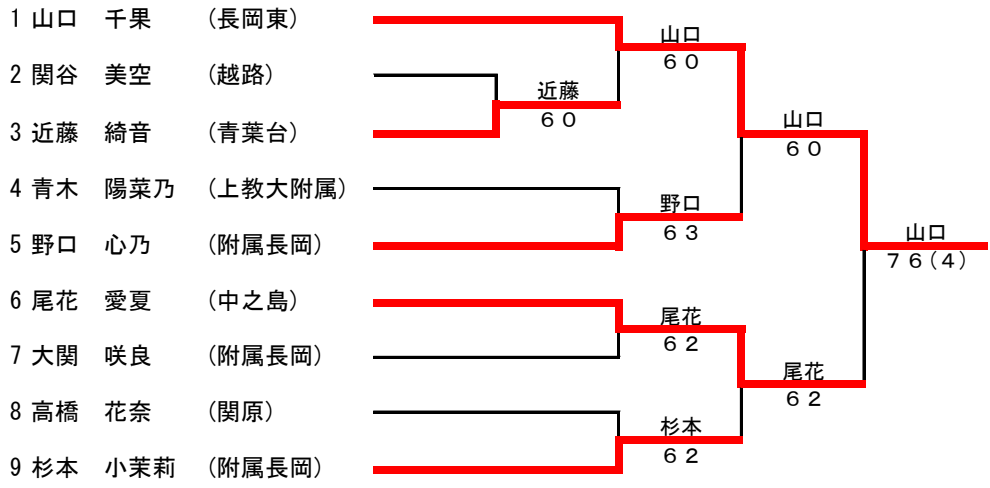 1 山口　千果　（長岡東）
2 関谷　美空　（越路）
3 近藤　綺音　（青葉台）
4 青木　陽菜乃　（上教大附属）
5 野口　心乃　（附属長岡）
6 尾花　愛夏　（中之島）
7 大関　咲良　（附属長岡）
8 高橋　花奈　（関原）
9 杉本　小茉莉　（附属長岡）
近藤
６０
山口
６０
野口
６３
尾花
６２
杉本
６２
山口
６０
尾花
６２
山口
７６（４）